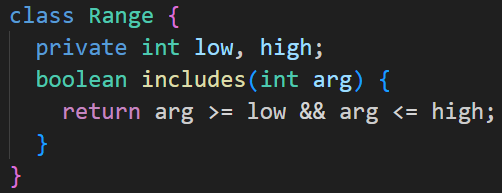 class Range {
  private int low, high;
  boolean includes(int arg) {
    return arg >= low && arg <= high;
  }
}